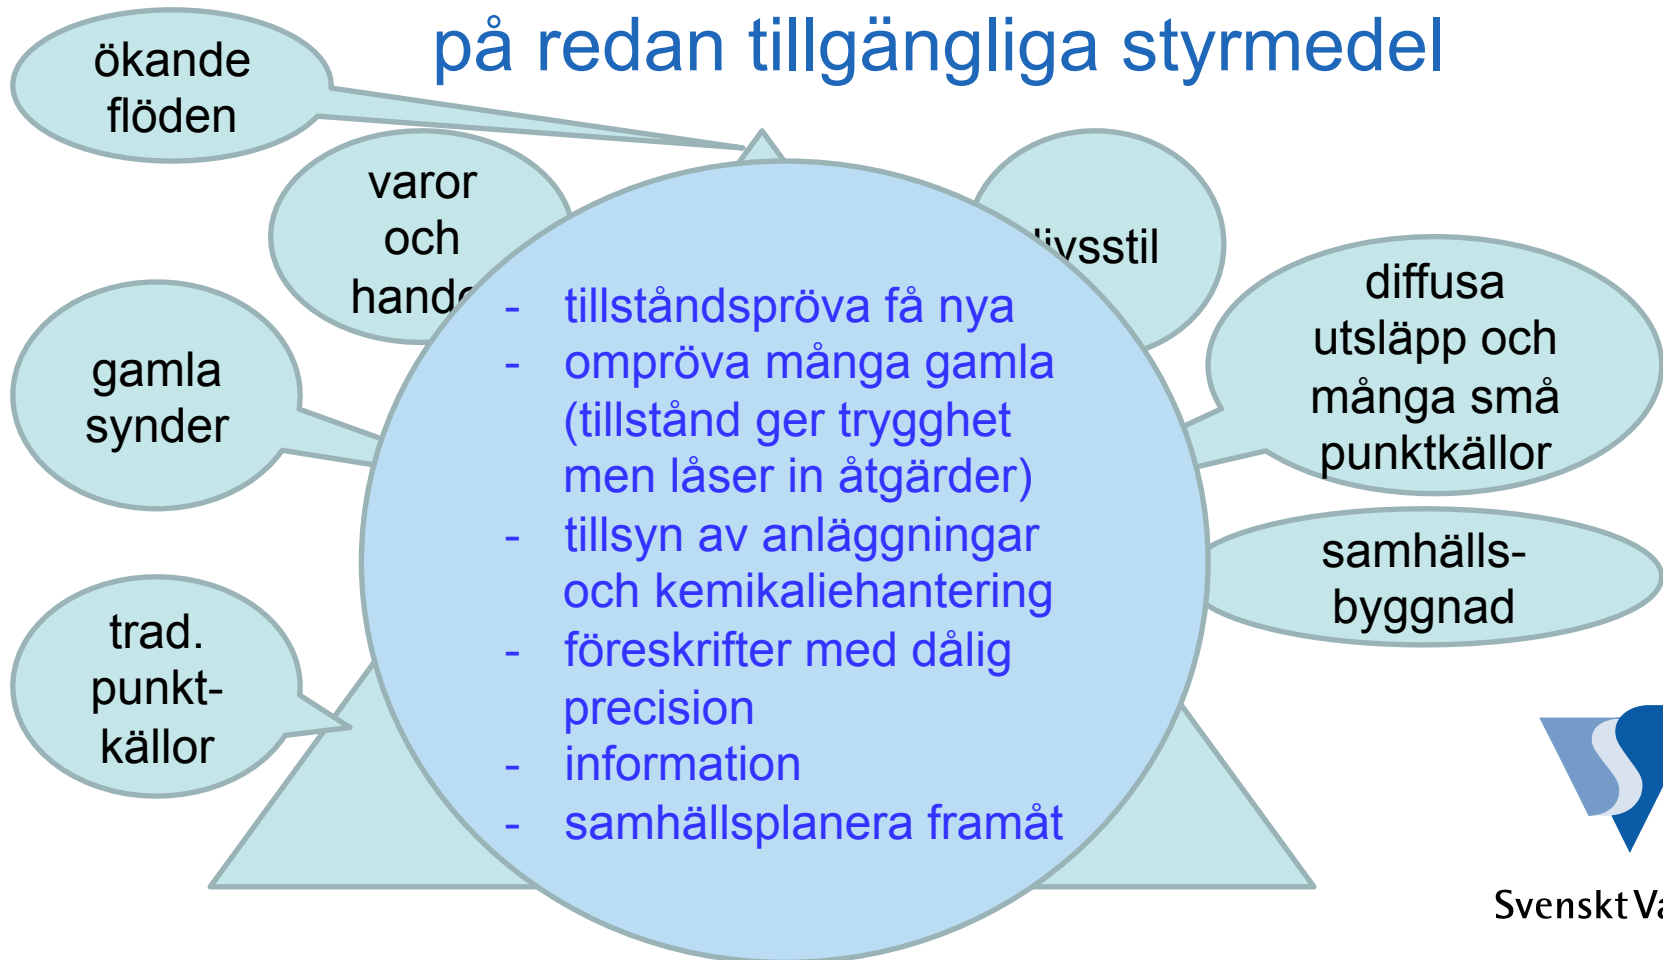 på redan tillgängliga styrmedel
ökande
flöden
varor
och
livsstil
diffusa
utsläpp och
många små
punktkällor
gamla
synder
- tillståndspröva få nya
- ompröva många gamla
(tillstånd ger trygghet
men låser in åtgärder)
- tillsyn av anläggningar
och kemikaliehantering
- föreskrifter med dålig
precision
- information
- samhällsplanera framåt
samhälls-
byggnad
trad.
punkt-
källor
Svenskt